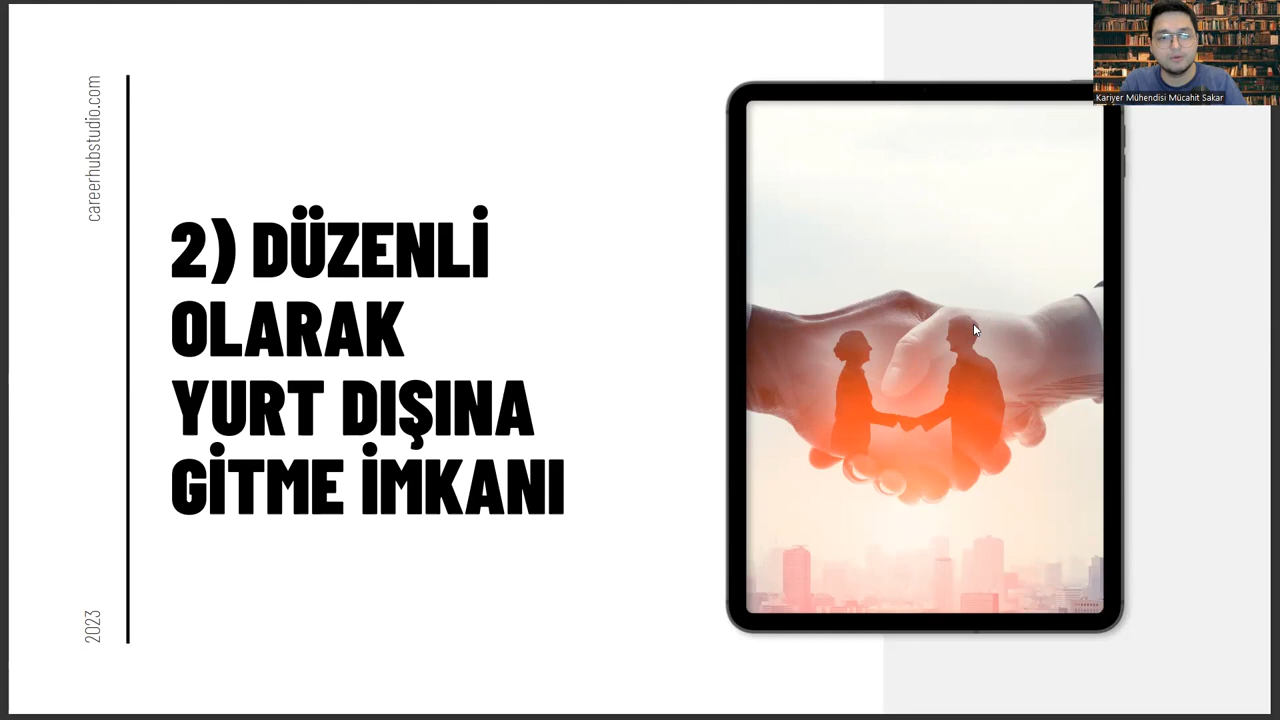 careerhubstudio.com
2) DÜZENLİ
OLARAK
YURT DIŞINA
GİTME İMKANI
2023
Kariyer Mühendisi Mücahit Sakar